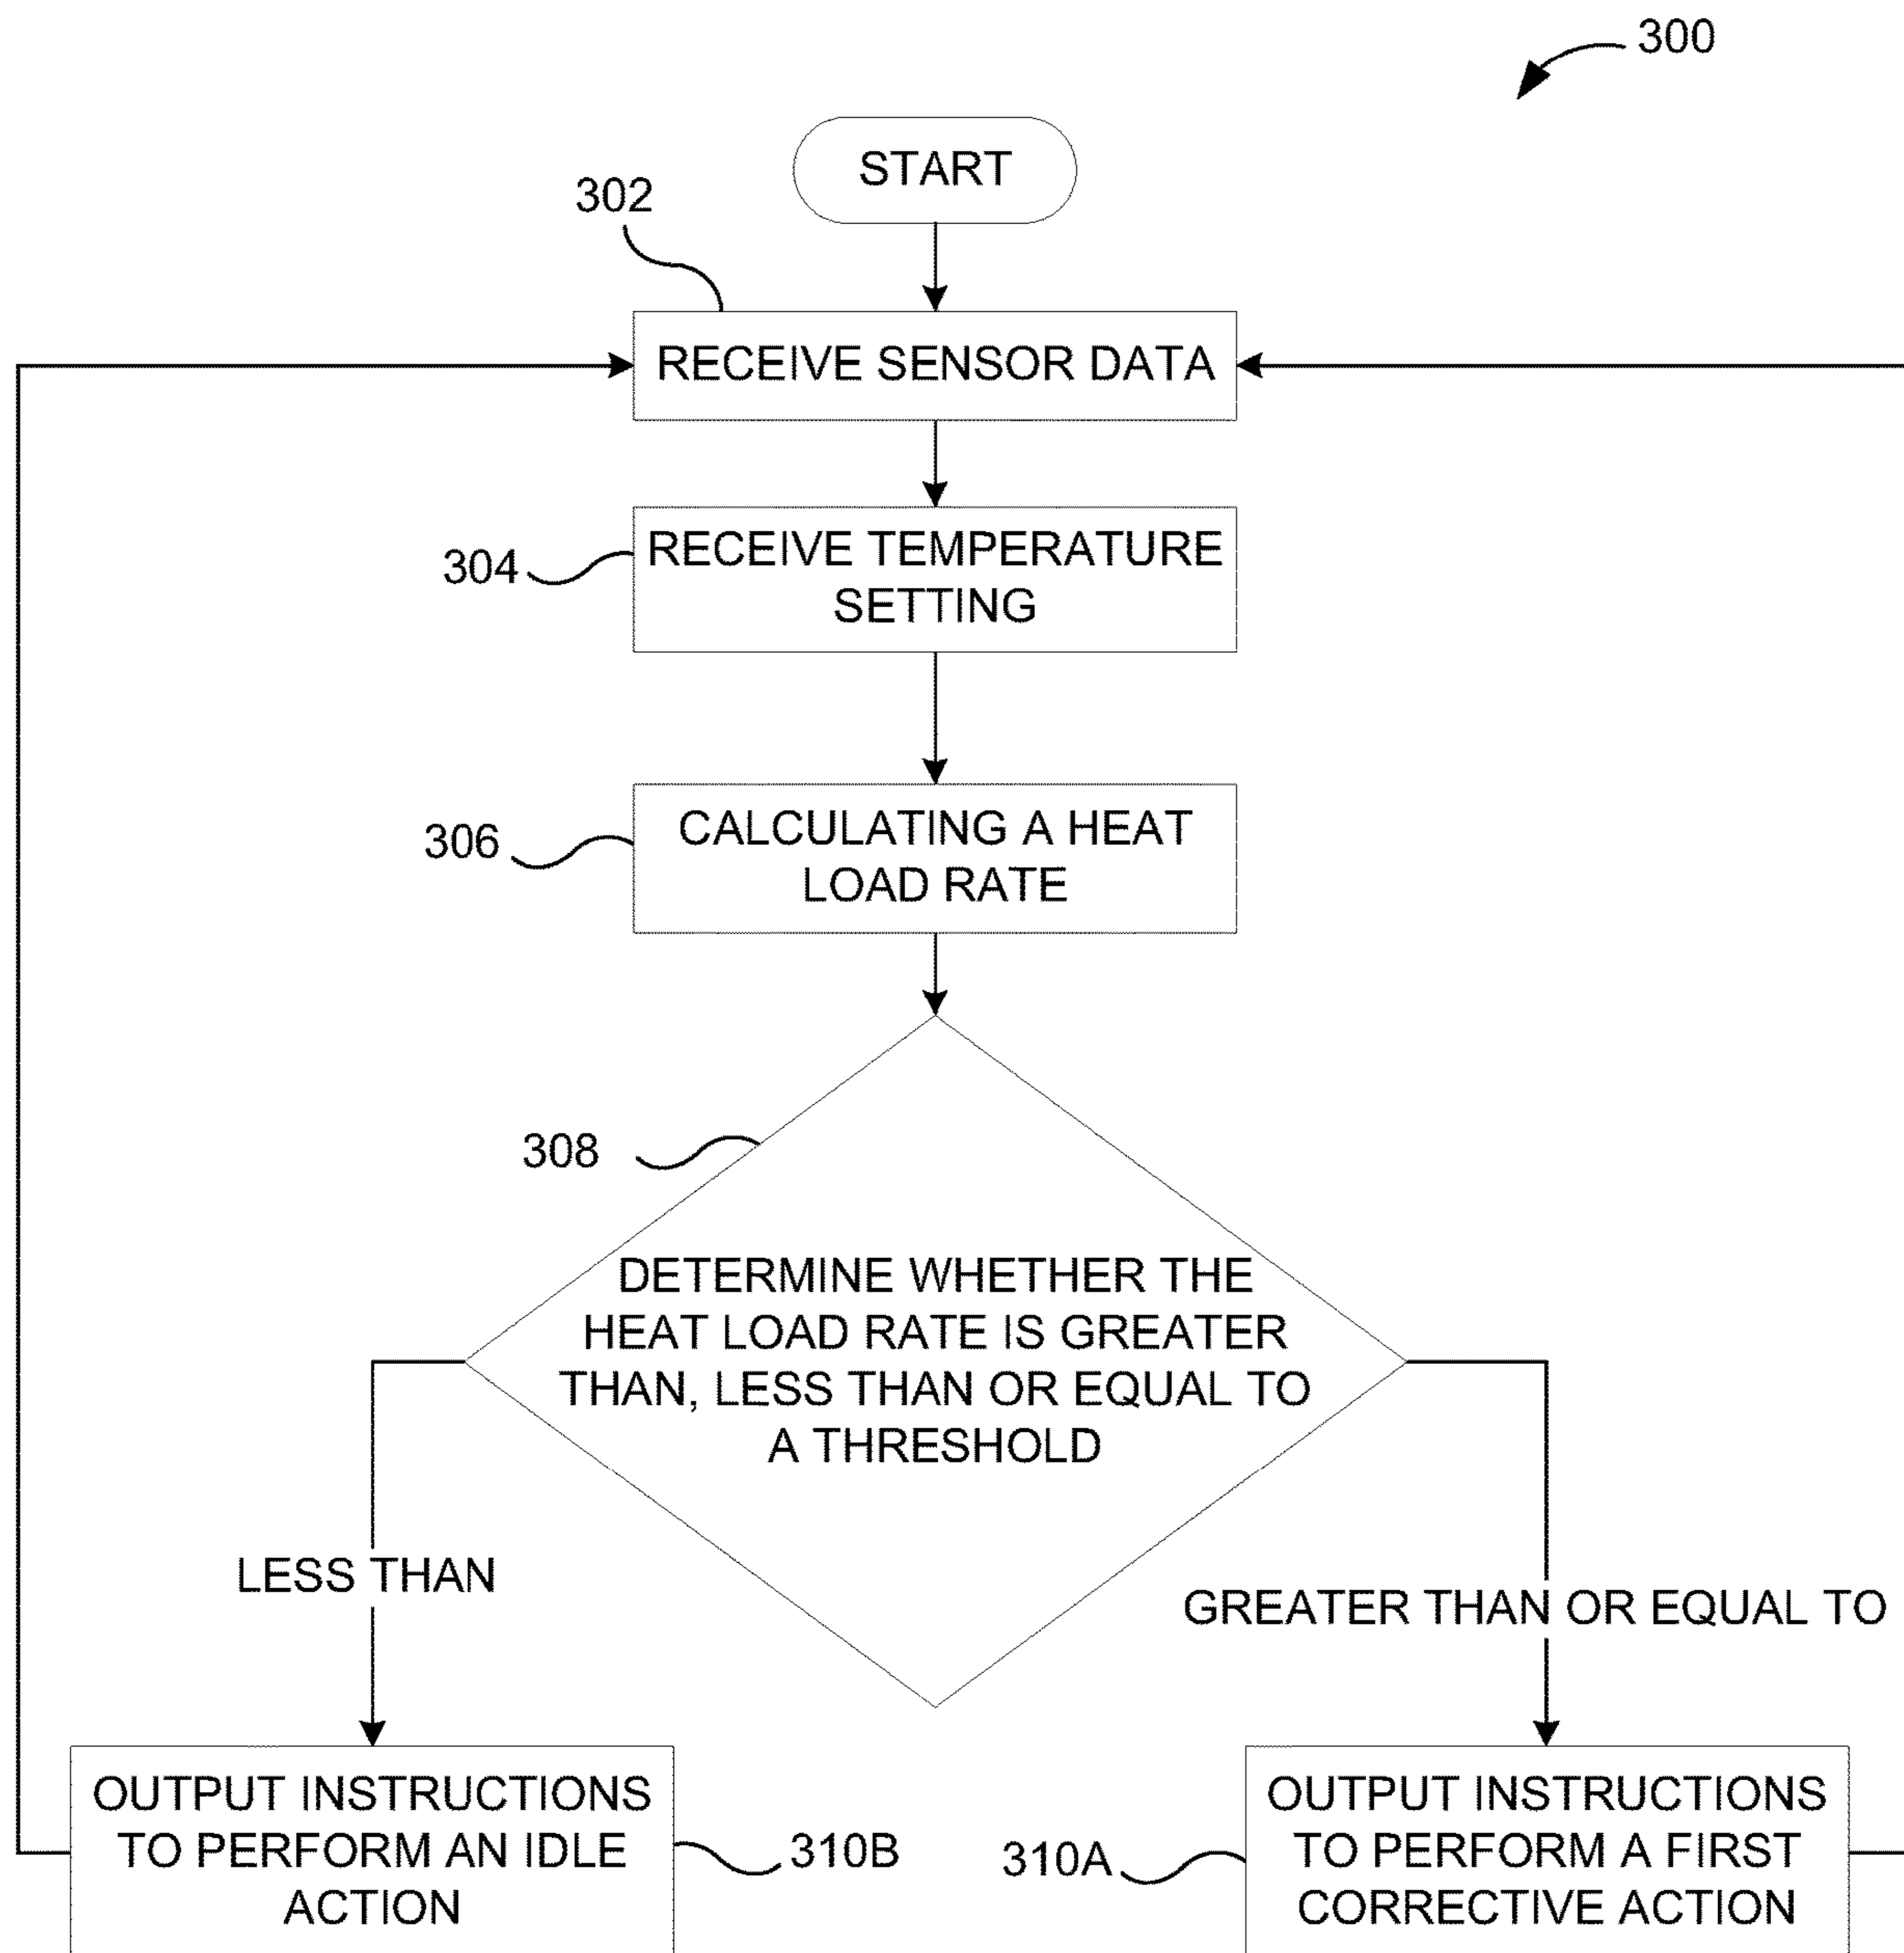 300
START
302
RECEIVE SENSOR DATA
304
RECEIVE TEMPERATURE
SETTING
306
CALCULATING A HEAT
LOAD RATE
308
DETERMINE WHETHER THE
HEAT LOAD RATE IS GREATER
THAN, LESS THAN OR EQUAL TO
A THRESHOLD
LESS THAN
GREATER THAN OR EQUAL TO
OUTPUT INSTRUCTIONS
TO PERFORM AN IDLE
ACTION
310B
310A
OUTPUT INSTRUCTIONS
TO PERFORM A FIRST
CORRECTIVE ACTION